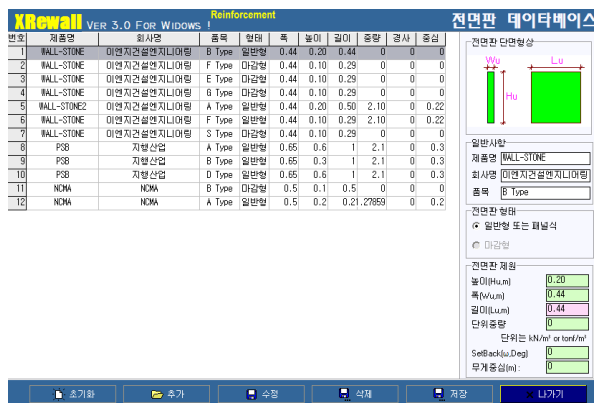 XRewall VER 3.0 FOR WIDOWS ! Reinforcement 전면판 데이타베이스
번호 제품명 회사명 품목 형태 폭 높이 길이 중량 경사 중심
1 WALL-STONE 이엔지건설엔지니어링 B Type 일반형 0.44 0.20 0.44 0 0 0
2 WALL-STONE 이엔지건설엔지니어링 F Type 마감형 0.44 0.10 0.29 0 0 0
3 WALL-STONE 이엔지건설엔지니어링 E Type 마감형 0.44 0.10 0.29 0 0 0
4 WALL-STONE 이엔지건설엔지니어링 G Type 마감형 0.44 0.10 0.29 0 0 0
5 WALL-STONE2 이엔지건설엔지니어링 A Type 일반형 0.44 0.20 0.50 2.10 0 0.22
6 WALL-STONE 이엔지건설엔지니어링 F Type 일반형 0.44 0.10 0.29 2.10 0 0.22
7 WALL-STONE 이엔지건설엔지니어링 S Type 마감형 0.44 0.10 0.29 0 0 0
8 PSB 지행산업 A Type 일반형 0.65 0.6 1 2.1 0 0.3
9 PSB 지행산업 B Type 일반형 0.65 0.3 1 2.1 0 0.3
10 PSB 지행산업 D Type 일반형 0.65 0.6 1 2.1 0 0.3
11 NCMA NCMA B Type 마감형 0.5 0.1 0.5 0 0 0
12 NCMA NCMA A Type 일반형 0.5 0.2 0.21.27859 0 0.2
전면판 단면형상
Wu Lu
Hu
일반사항
제품명 WALL-STONE
회사명 이엔지건설엔지니어링
품목 B Type
전면판 형태
일반형 또는 패널식
마감형
전면판 제원
높이(Hu,m) 0.20
폭(Wu,m) 0.44
길이(Lu,m) 0.44
단위중량 0
단위는 kN/m³ or tonf/m³
SetBack(ω,Deg) 0
무게중심(m) : 0
초기화 추가 수정 삭제 저장 나가기